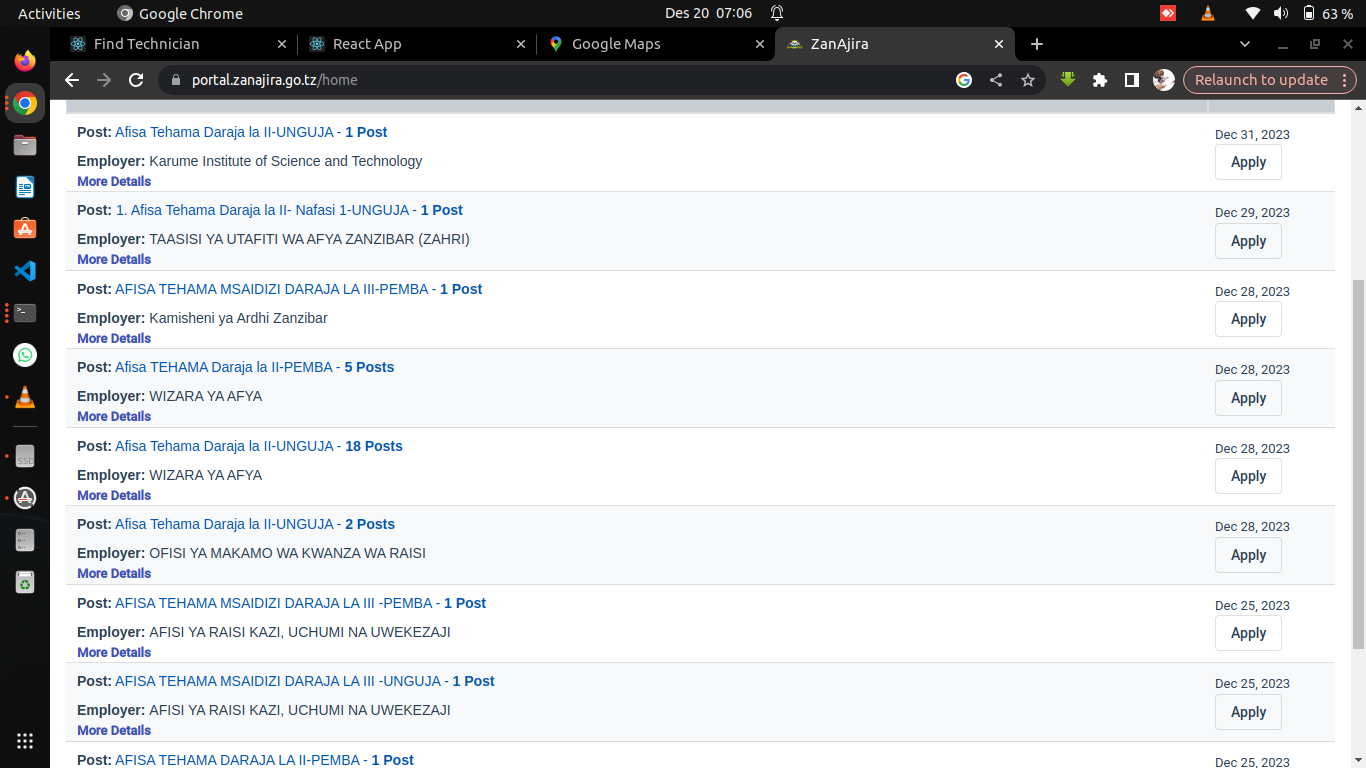 Activities
Google Chrome
Des 20 07:06
63 %
Find Technician
React App
Google Maps
ZanAjira
portal.zanajira.go.tz/home
Relaunch to update
Post: Afisa Tehama Daraja la II-UNGUJA - 1 Post
Dec 31, 2023
Employer: Karume Institute of Science and Technology
Apply
More Details
Post: 1. Afisa Tehama Daraja la II- Nafasi 1-UNGUJA - 1 Post
Dec 29, 2023
Employer: TAASISI YA UTAFITI WA AFYA ZANZIBAR (ZAHRI)
Apply
More Details
Post: AFISA TEHAMA MSAIDIZI DARAJA LA III-PEMBA - 1 Post
Dec 28, 2023
Employer: Kamisheni ya Ardhi Zanzibar
Apply
More Details
Post: Afisa TEHAMA Daraja la II-PEMBA - 5 Posts
Dec 28, 2023
Employer: WIZARA YA AFYA
Apply
More Details
Post: Afisa Tehama Daraja la II-UNGUJA - 18 Posts
Dec 28, 2023
Employer: WIZARA YA AFYA
Apply
More Details
Post: Afisa Tehama Daraja la II-UNGUJA - 2 Posts
Dec 28, 2023
Employer: OFISI YA MAKAMO WA KWANZA WA RAISI
Apply
More Details
Post: AFISA TEHAMA MSAIDIZI DARAJA LA III -PEMBA - 1 Post
Dec 25, 2023
Employer: AFISI YA RAISI KAZI, UCHUMI NA UWEKEZAJI
Apply
More Details
Post: AFISA TEHAMA MSAIDIZI DARAJA LA III -UNGUJA - 1 Post
Dec 25, 2023
Employer: AFISI YA RAISI KAZI, UCHUMI NA UWEKEZAJI
Apply
More Details
Post: AFISA TEHAMA DARAJA LA II-PEMBA - 1 Post
Dec 25, 2023
SSD